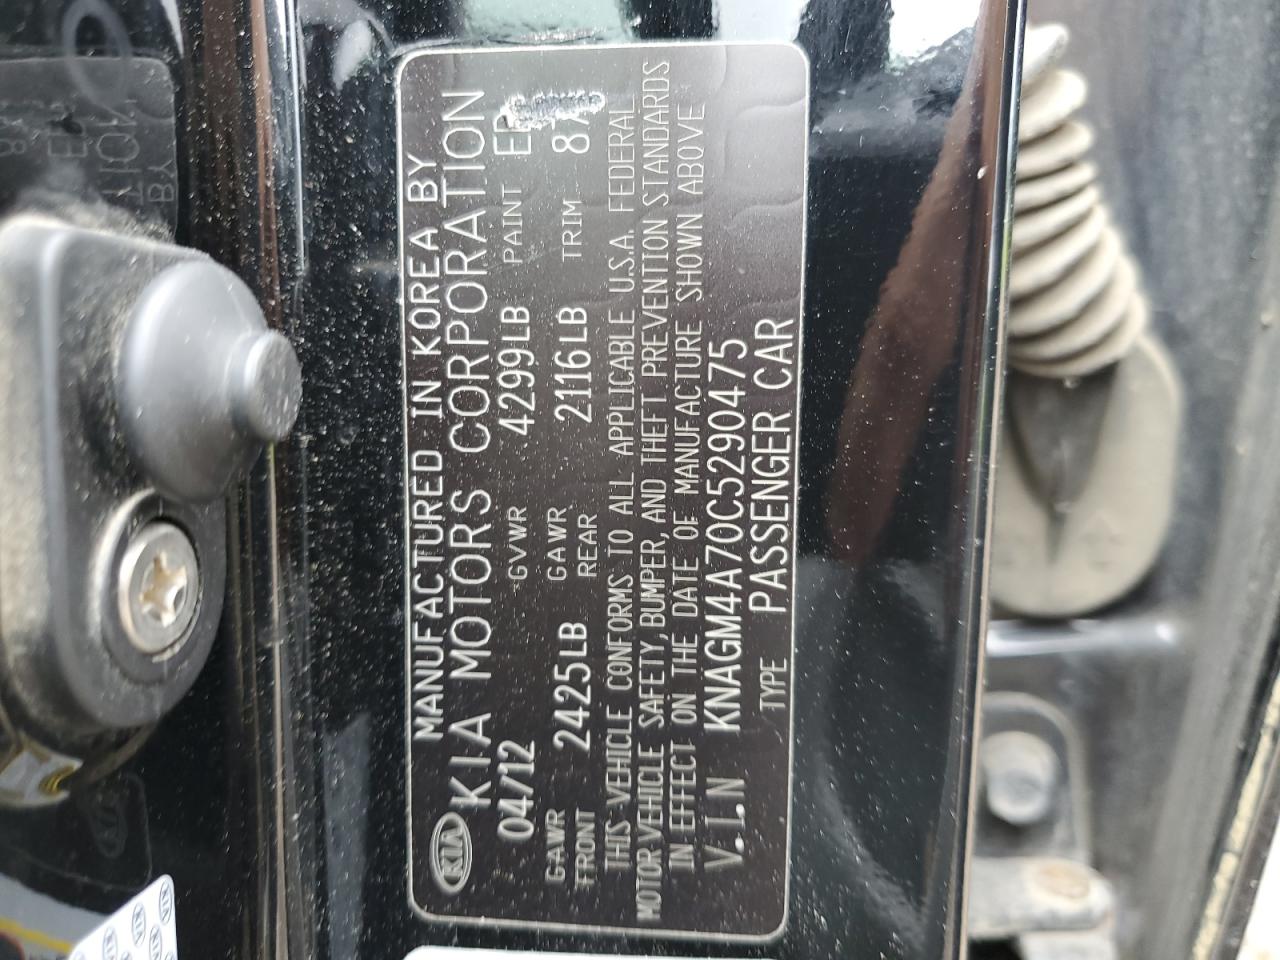 KIA
MANUFACTURED IN KOREA BY
KIA MOTORS CORPORATION
04/12 GVWR 4299LB PAINT
GAWR FRONT 2425LB GAWR REAR 2116LB TRIM
THIS VEHICLE CONFORMS TO ALL APPLICABLE U.S.A. FEDERAL
MOTOR VEHICLE SAFETY, BUMPER, AND THEFT PREVENTION STANDARDS
IN EFFECT ON THE DATE OF MANUFACTURE SHOWN ABOVE
V.I.N KNAGM4A70C5290475
TYPE PASSENGER CAR